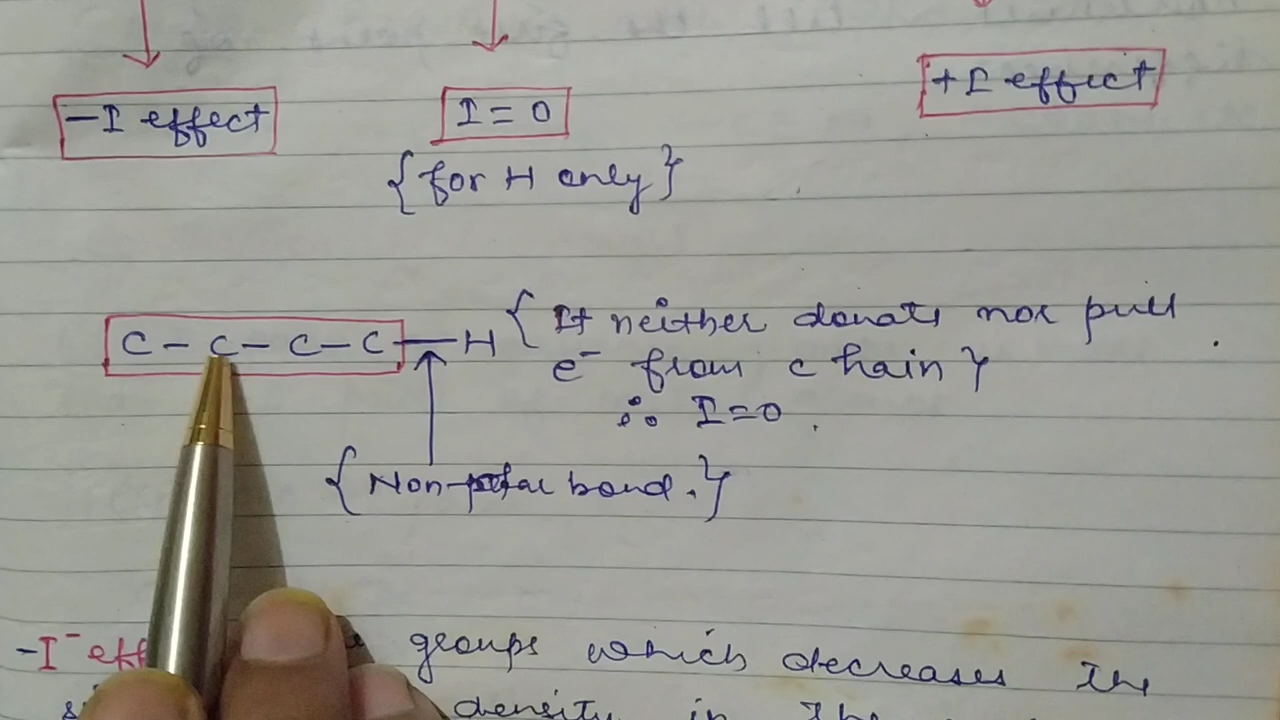 -I effect
I = 0
+I effect
{for H only}
C - C - C - C — H
{It neither donats nor pull
e⁻ from c hain}
∴ I=0.
{Non-polar bond.}
-I⁻ eff groups which decreases the
density in the